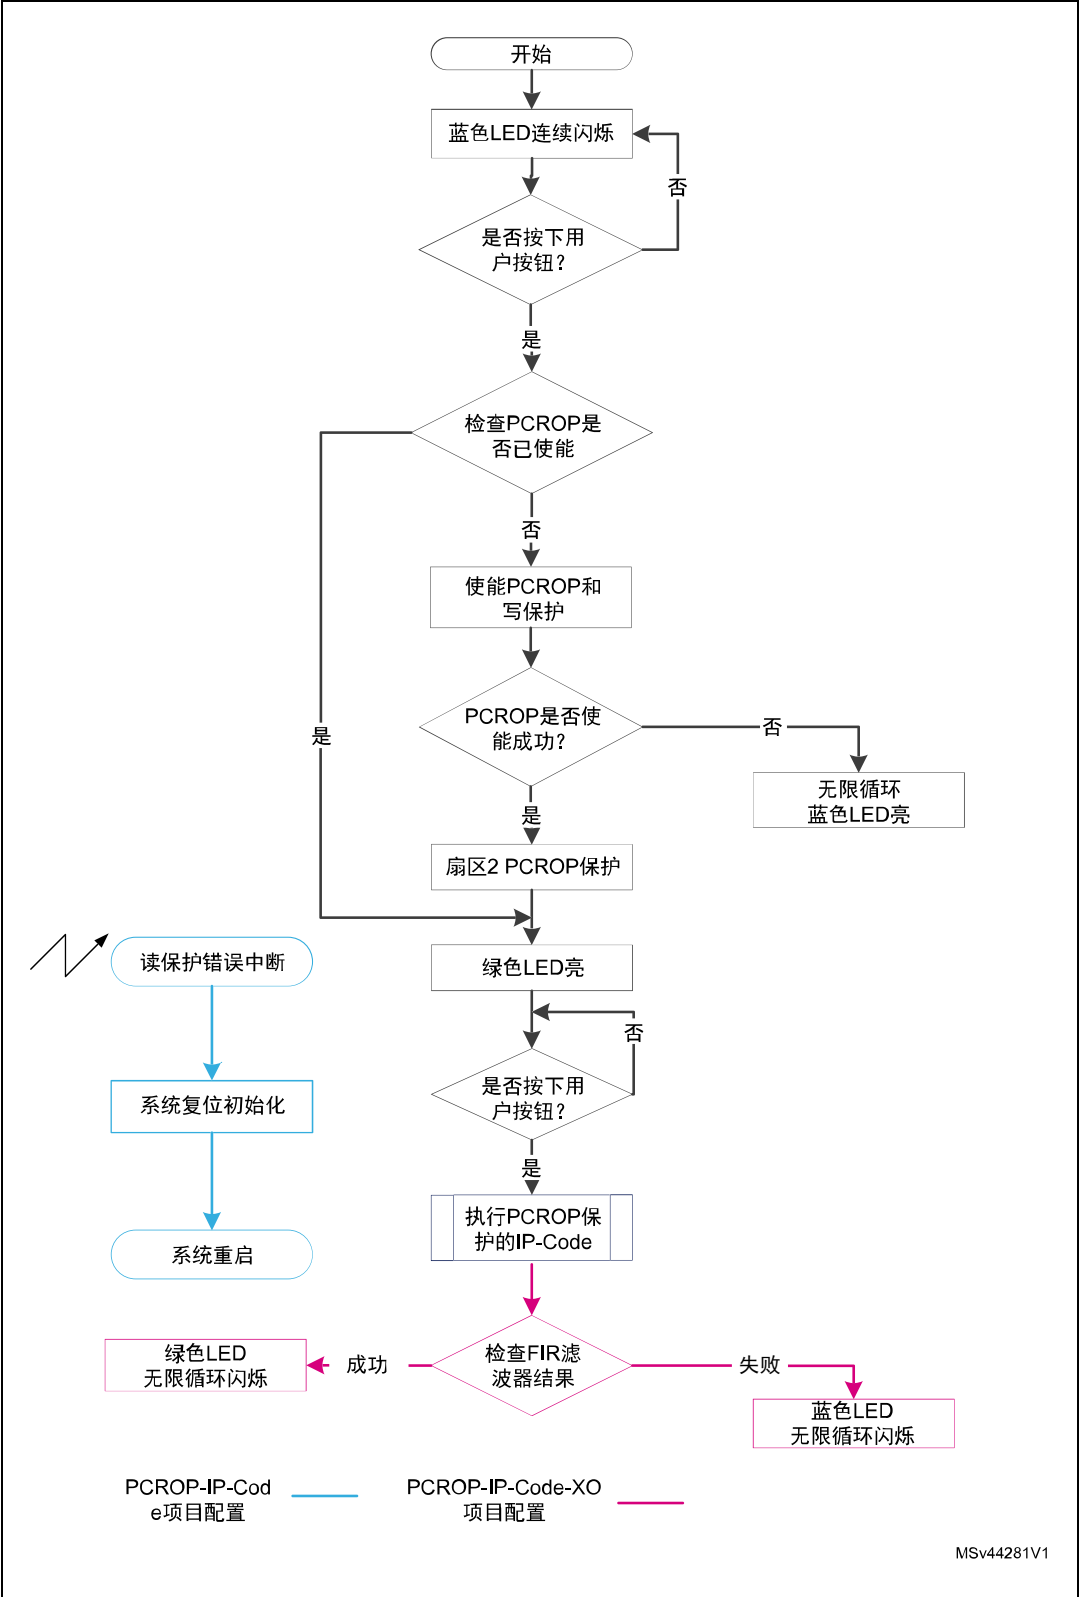 开始
蓝色LED连续闪烁
否
是否按下用
户按钮?
是
检查PCROP是
否已使能
否
使能PCROP和
写保护
PCROP是否使
能成功?
否
是
无限循环
蓝色LED亮
是
扇区2 PCROP保护
读保护错误中断
绿色LED亮
否
是否按下用
户按钮?
系统复位初始化
是
执行PCROP保
护的IP-Code
系统重启
检查FIR滤
波器结果
成功
失败
绿色LED
无限循环闪烁
蓝色LED
无限循环闪烁
PCROP-IP-Cod
e项目配置
PCROP-IP-Code-XO
项目配置
MSv44281V1